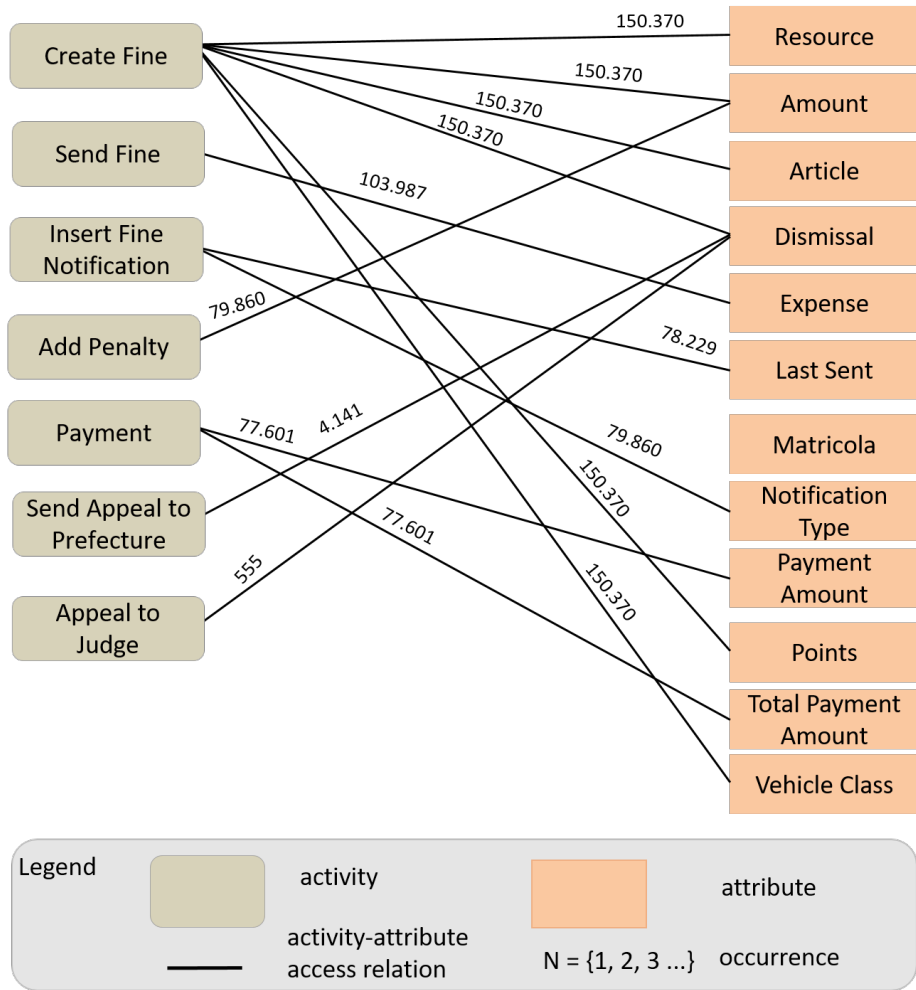 Create Fine
Send Fine
Insert Fine
Notification
Add Penalty
Payment
Send Appeal to
Prefecture
Appeal to
Judge
150.370
150.370
150.370
150.370
103.987
79.860
78.229
4.141
77.601
79.860
150.370
77.601
555
150.370
Resource
Amount
Article
Dismissal
Expense
Last Sent
Matricola
Notification
Type
Payment
Amount
Points
Total Payment
Amount
Vehicle Class
Legend
activity
attribute
activity-attribute
access relation
N = {1, 2, 3 ...}
occurrence